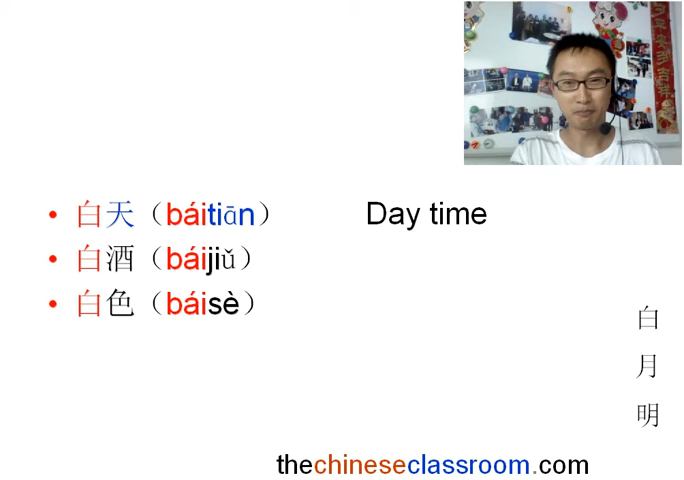 • 白天（báitiān） Day time
• 白酒（báijiǔ）
• 白色（báisè）
白
月
明
thechineseclassroom.com